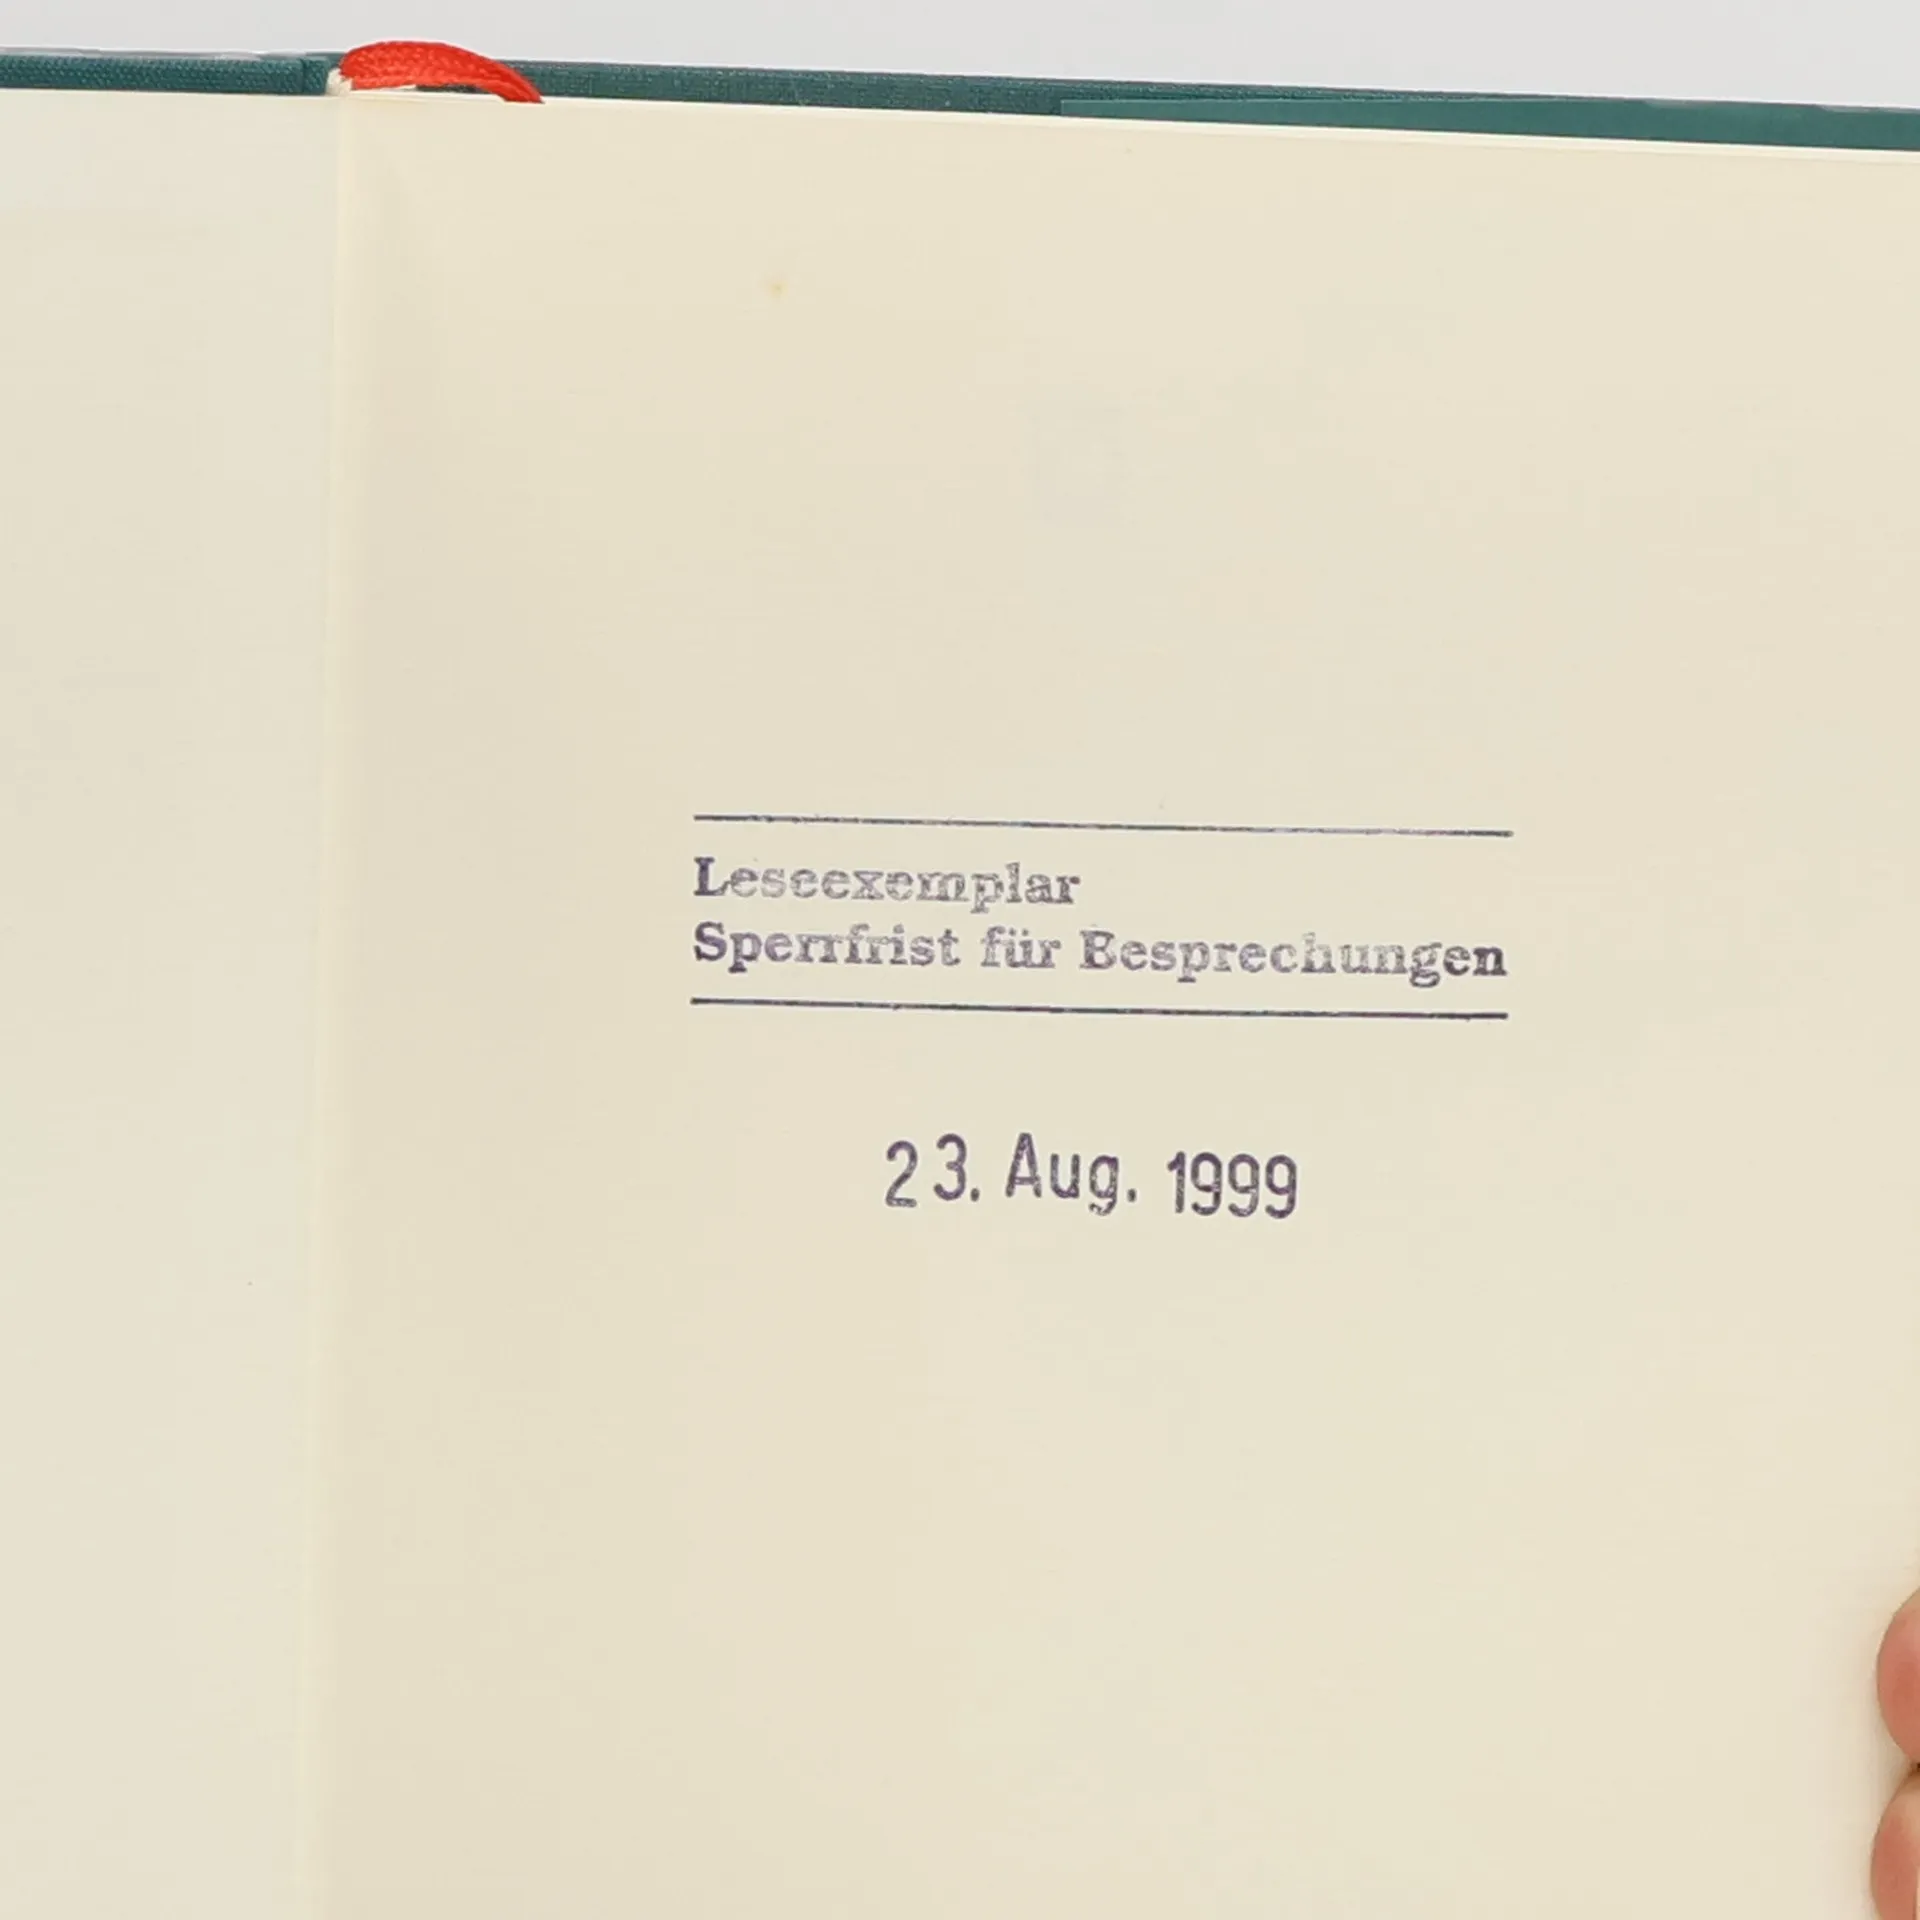 Leseexemplar
Sperrfrist für Besprechungen
23. Aug. 1999